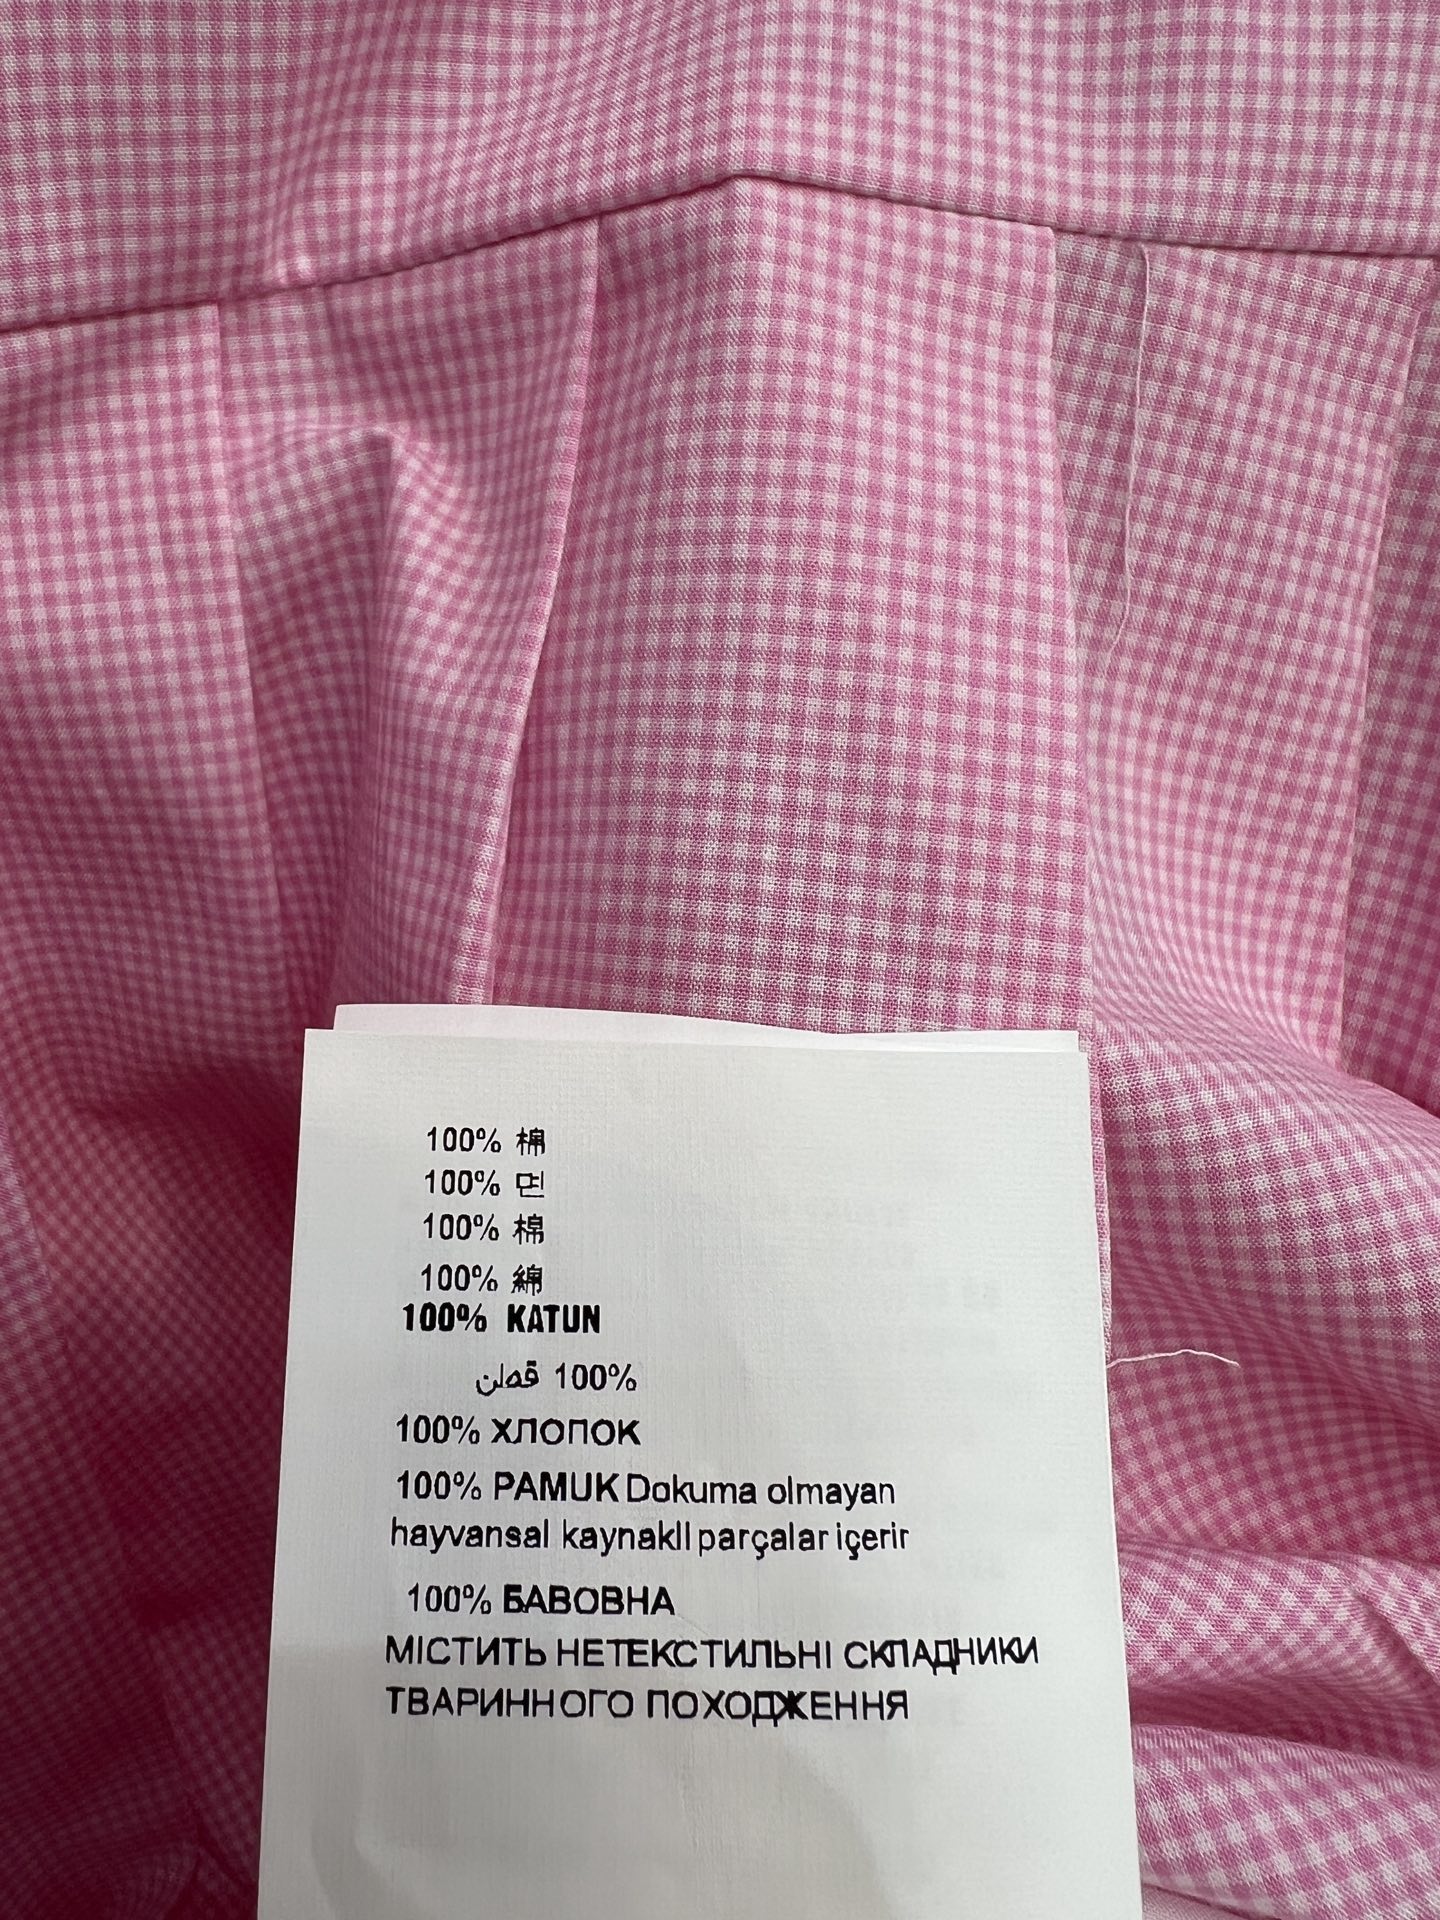 100% 棉
100% 면
100% 棉
100% 綿
100% KATUN
100% قطن
100% ХЛОПОК
100% PAMUK Dokuma olmayan
hayvansal kaynaklı parçalar içerir
100% БАВОВНА
МІСТИТЬ НЕТЕКСТИЛЬНІ СКЛАДНИКИ
ТВАРИННОГО ПОХОДЖЕННЯ